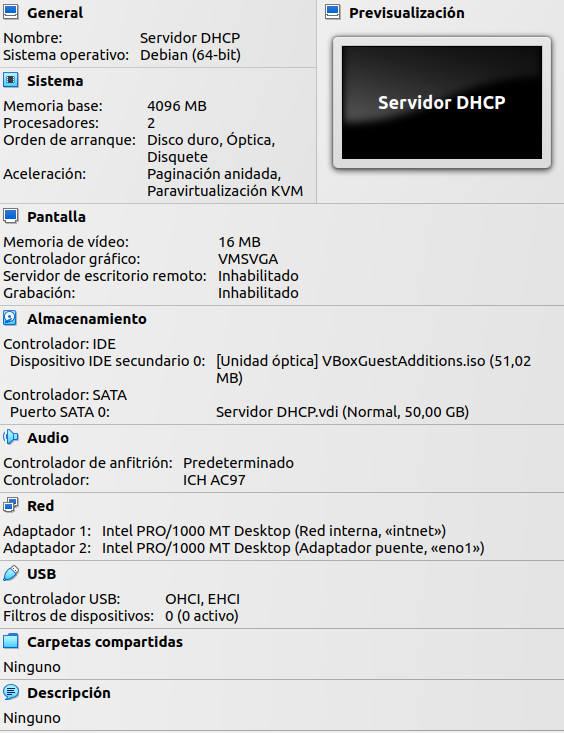 General
Nombre: Servidor DHCP
Sistema operativo: Debian (64-bit)
Previsualización
Servidor DHCP
Sistema
Memoria base: 4096 MB
Procesadores: 2
Orden de arranque: Disco duro, Óptica,
Disquete
Aceleración: Paginación anidada,
Paravirtualización KVM
Pantalla
Memoria de vídeo: 16 MB
Controlador gráfico: VMSVGA
Servidor de escritorio remoto: Inhabilitado
Grabación: Inhabilitado
Almacenamiento
Controlador: IDE
Dispositivo IDE secundario 0: [Unidad óptica] VBoxGuestAdditions.iso (51,02
MB)
Controlador: SATA
Puerto SATA 0: Servidor DHCP.vdi (Normal, 50,00 GB)
Audio
Controlador de anfitrión: Predeterminado
Controlador: ICH AC97
Red
Adaptador 1: Intel PRO/1000 MT Desktop (Red interna, «intnet»)
Adaptador 2: Intel PRO/1000 MT Desktop (Adaptador puente, «eno1»)
USB
Controlador USB: OHCI, EHCI
Filtros de dispositivos: 0 (0 activo)
Carpetas compartidas
Ninguno
Descripción
Ninguno